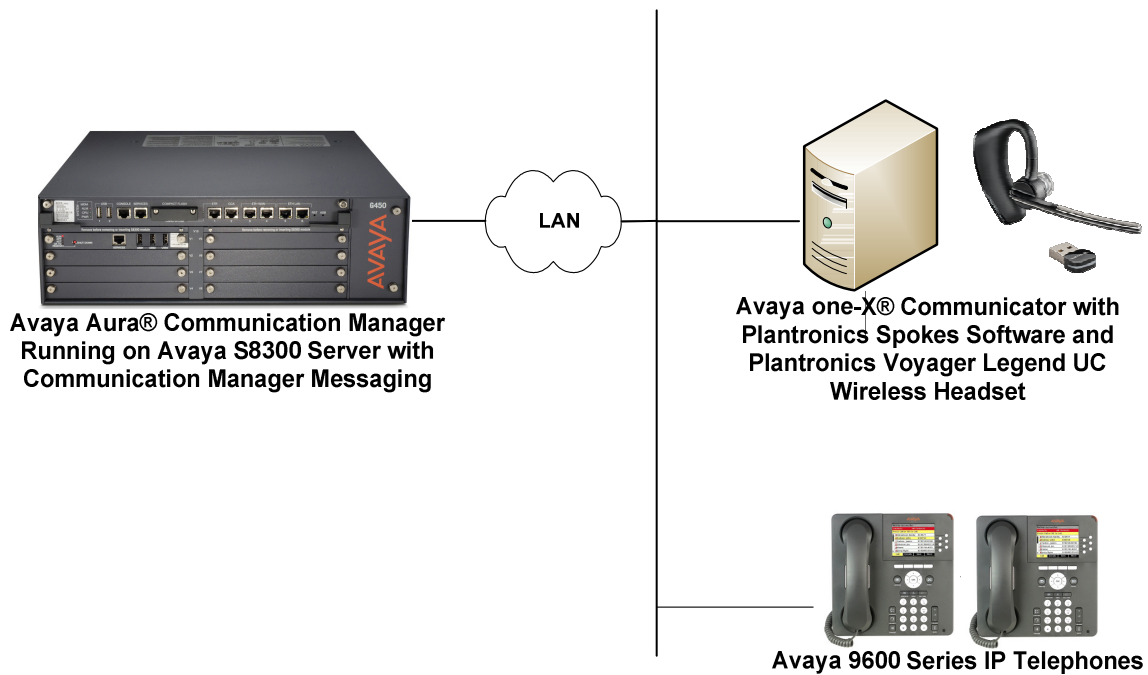 G450
AVAYA
LAN
Avaya Aura® Communication Manager
Running on Avaya S8300 Server with
Communication Manager Messaging
Avaya one-X® Communicator with
Plantronics Spokes Software and
Plantronics Voyager Legend UC
Wireless Headset
Avaya 9600 Series IP Telephones